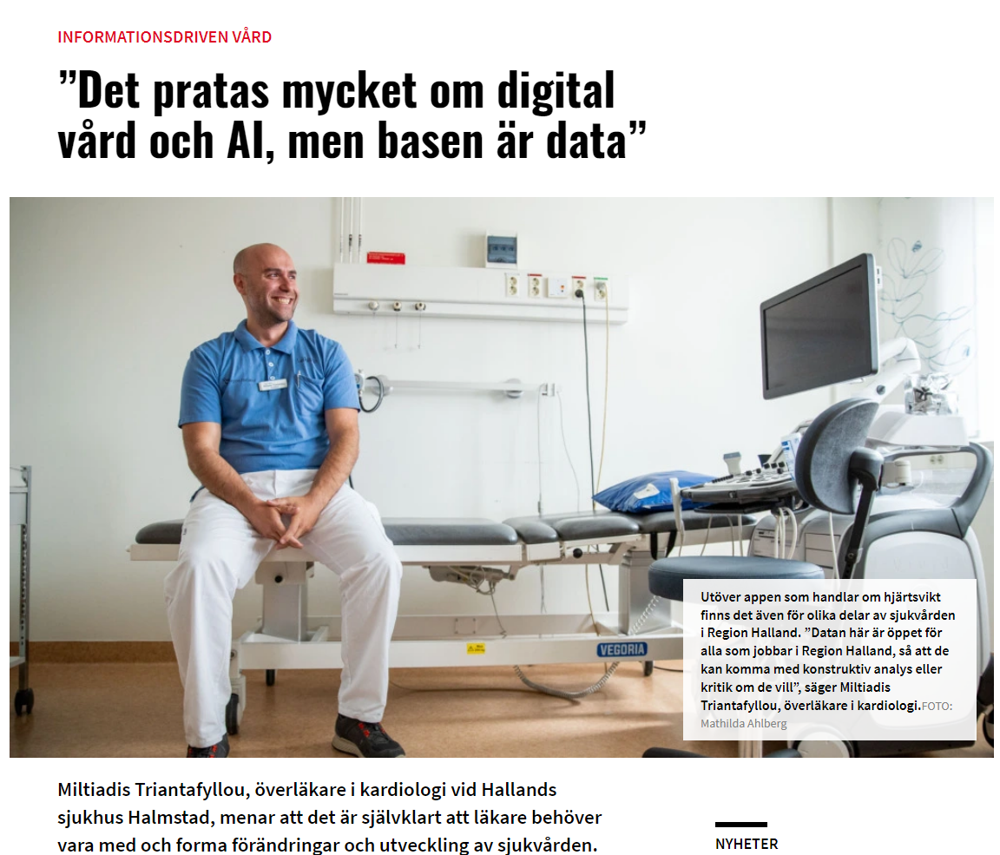 INFORMATIONSDRIVEN VÅRD
”Det pratas mycket om digital
vård och AI, men basen är data”
VEGORIA
Utöver appen som handlar om hjärtsvikt
finns det även för olika delar av sjukvården
i Region Halland. ”Datan här är öppet för
alla som jobbar i Region Halland, så att de
kan komma med konstruktiv analys eller
kritik om de vill”, säger Miltiadis
Triantafyllou, överläkare i kardiologi.FOTO:
Mathilda Ahlberg
Miltiadis Triantafyllou, överläkare i kardiologi vid Hallands
sjukhus Halmstad, menar att det är självklart att läkare behöver
vara med och forma förändringar och utveckling av sjukvården.
NYHETER